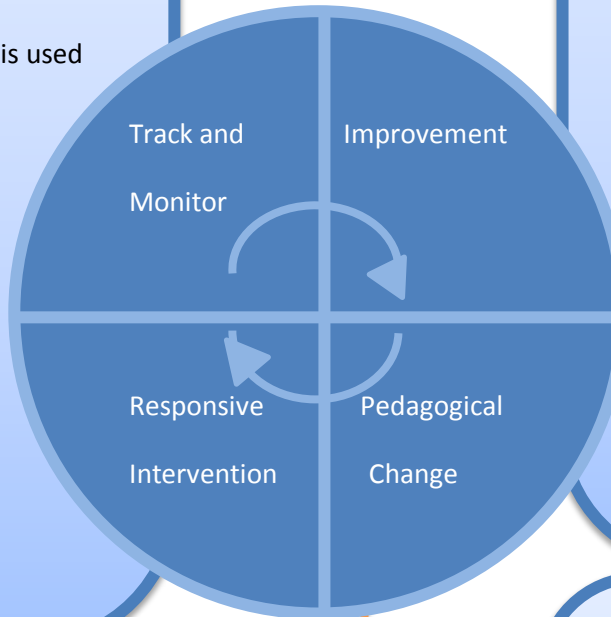 is used
Track and
Monitor
Improvement
Responsive
Intervention
Pedagogical
Change